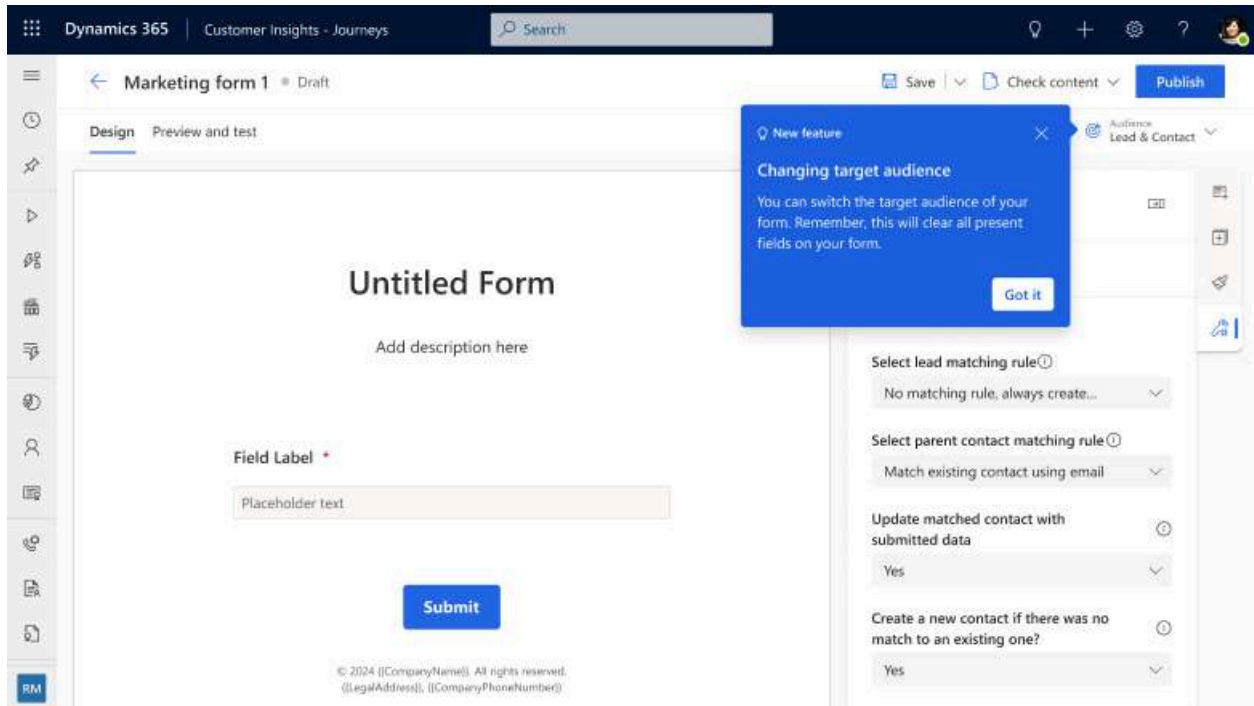 Dynamics 365 Customer Insights - Journeys Search
Marketing form 1 Draft Save Check content Publish
Design Preview and test
Audience
Lead & Contact
New feature
Changing target audience
You can switch the target audience of your
form. Remember, this will clear all present
fields on your form.
Got it
Untitled Form
Add description here
Field Label *
Placeholder text
Submit
© 2024 {{CompanyName}}. All rights reserved.
{{LegalAddress}}, {{CompanyPhoneNumber}}
Select lead matching rule
No matching rule, always create...
Select parent contact matching rule
Match existing contact using email
Update matched contact with
submitted data
Yes
Create a new contact if there was no
match to an existing one?
Yes
RM